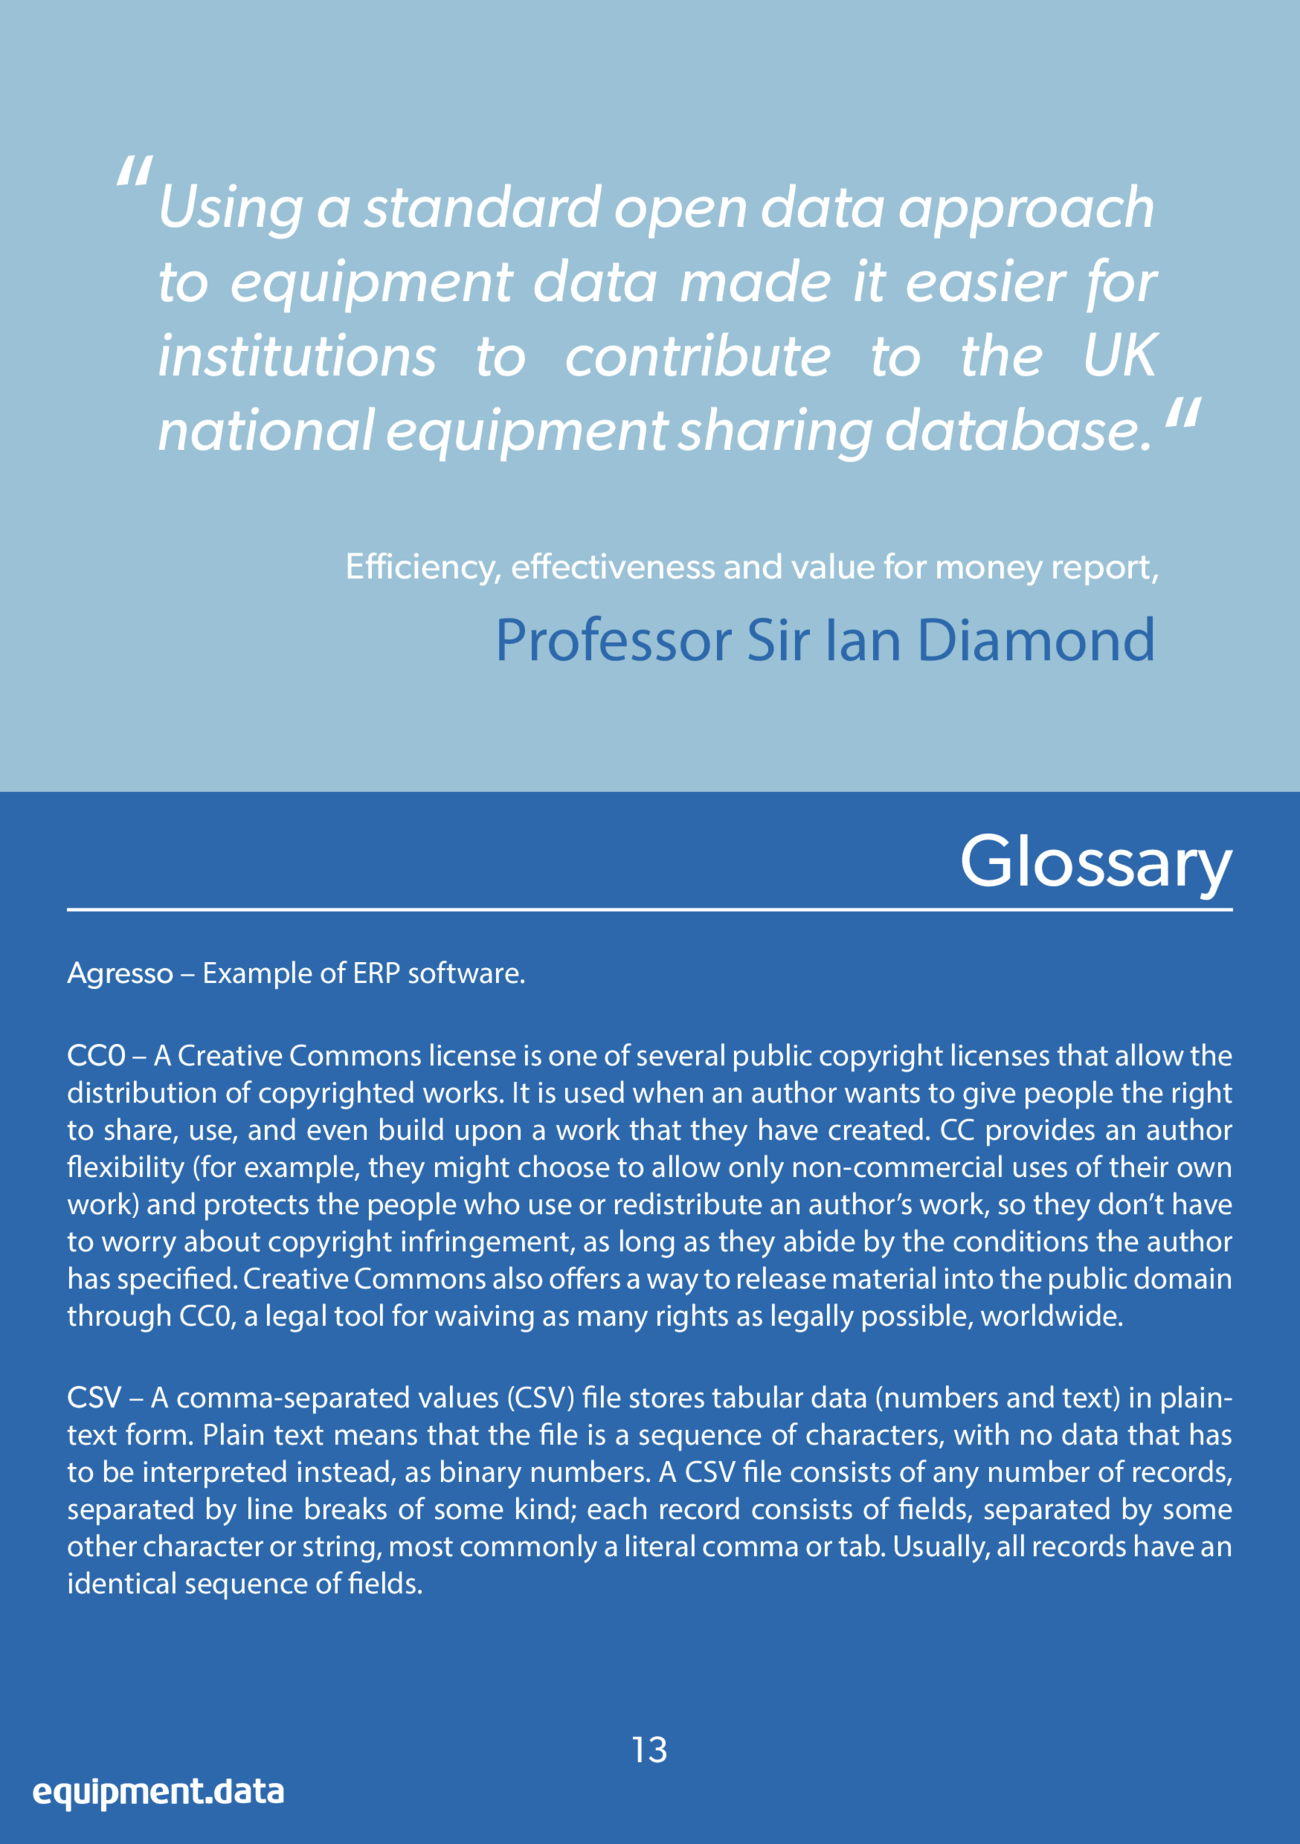 “Using a standard open data approach
to equipment data made it easier for
institutions to contribute to the UK
national equipment sharing database.“
Efficiency, effectiveness and value for money report,
Professor Sir Ian Diamond
Glossary
Agresso – Example of ERP software.
CC0 – A Creative Commons license is one of several public copyright licenses that allow the
distribution of copyrighted works. It is used when an author wants to give people the right
to share, use, and even build upon a work that they have created. CC provides an author
flexibility (for example, they might choose to allow only non-commercial uses of their own
work) and protects the people who use or redistribute an author’s work, so they don’t have
to worry about copyright infringement, as long as they abide by the conditions the author
has specified. Creative Commons also offers a way to release material into the public domain
through CC0, a legal tool for waiving as many rights as legally possible, worldwide.
CSV – A comma-separated values (CSV) file stores tabular data (numbers and text) in plain-
text form. Plain text means that the file is a sequence of characters, with no data that has
to be interpreted instead, as binary numbers. A CSV file consists of any number of records,
separated by line breaks of some kind; each record consists of fields, separated by some
other character or string, most commonly a literal comma or tab. Usually, all records have an
identical sequence of fields.
13
equipment.data